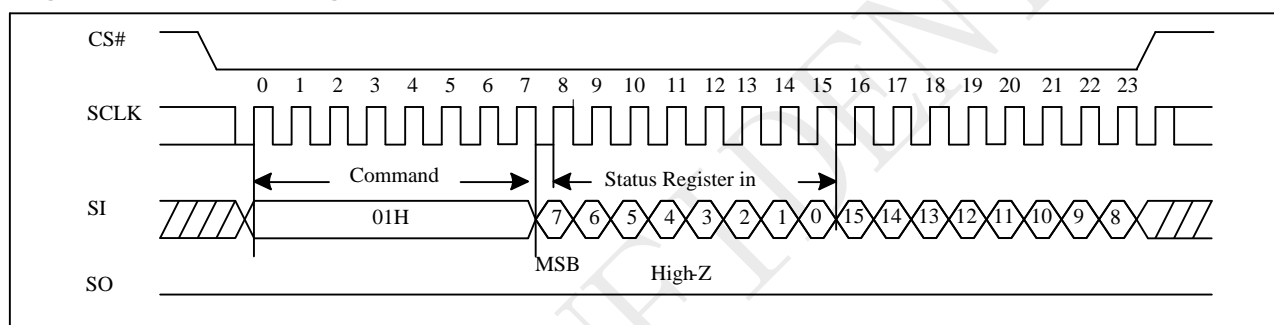 CS#
0 1 2 3 4 5 6 7 8 9 10 11 12 13 14 15 16 17 18 19 20 21 22 23
SCLK
Command Status Register in
SI 01H 7 6 5 4 3 2 1 0 15 14 13 12 11 10 9 8
MSB High-Z
SO